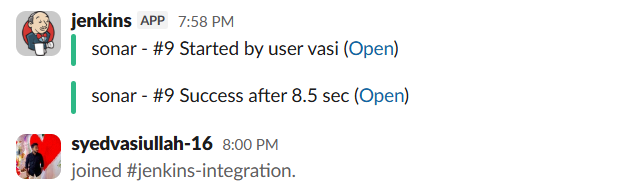 jenkins APP 7:58 PM
sonar - #9 Started by user vasi (Open)
sonar - #9 Success after 8.5 sec (Open)
syedvasiullah-16 8:00 PM
joined #jenkins-integration.